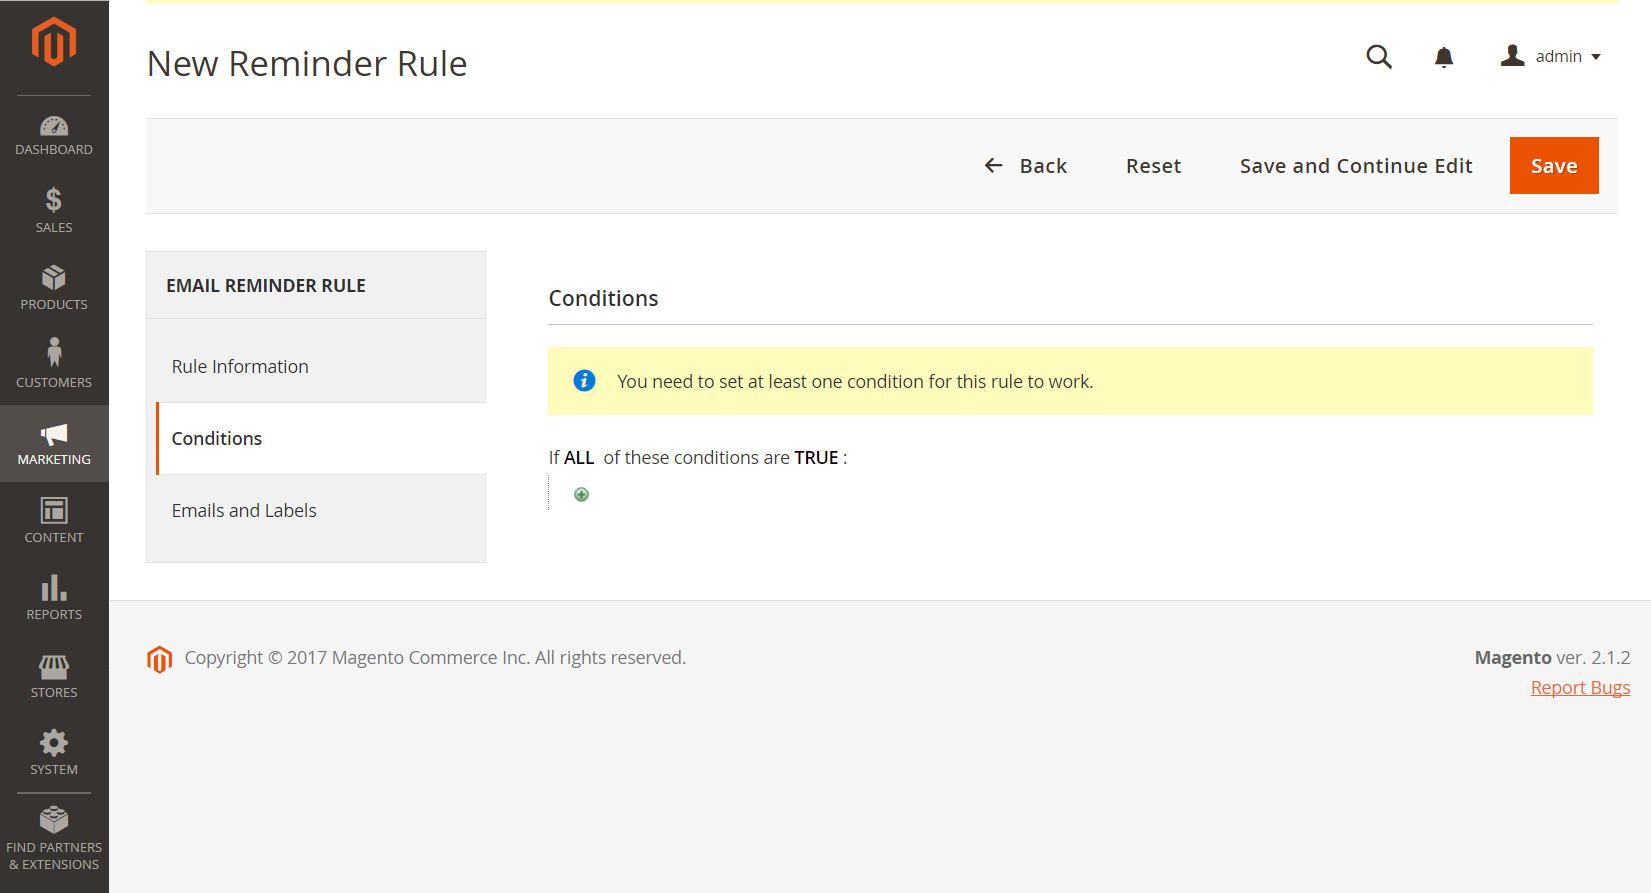 New Reminder Rule
admin
Back
Reset
Save and Continue Edit
Save
DASHBOARD
SALES
PRODUCTS
CUSTOMERS
MARKETING
CONTENT
REPORTS
STORES
SYSTEM
FIND PARTNERS
& EXTENSIONS
EMAIL REMINDER RULE
Rule Information
Conditions
Emails and Labels
Conditions
You need to set at least one condition for this rule to work.
If ALL of these conditions are TRUE :
Copyright © 2017 Magento Commerce Inc. All rights reserved.
Magento ver. 2.1.2
Report Bugs